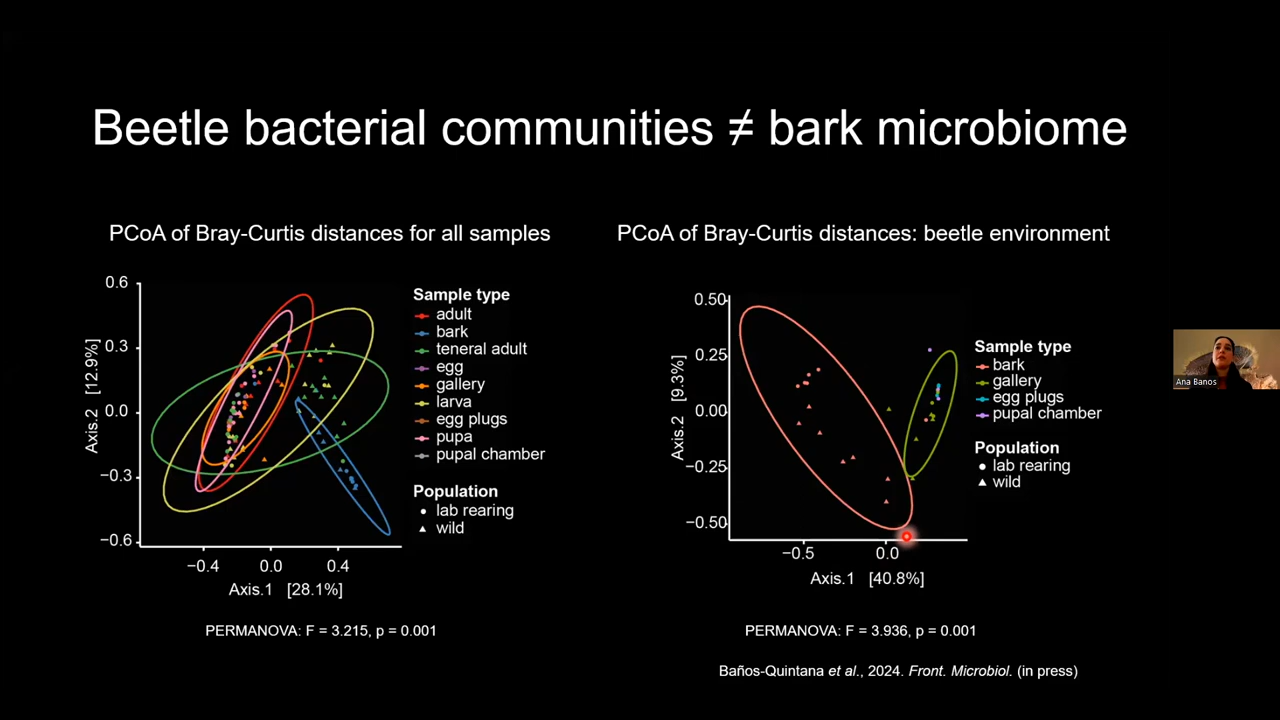 Beetle bacterial communities ≠ bark microbiome
PCoA of Bray-Curtis distances for all samples
0.6
0.3
0.0
−0.3
−0.6
Axis.2 [12.9%]
−0.4 0.0 0.4
Axis.1 [28.1%]
Sample type
adult
bark
teneral adult
egg
gallery
larva
egg plugs
pupa
pupal chamber
Population
lab rearing
wild
PERMANOVA: F = 3.215, p = 0.001
PCoA of Bray-Curtis distances: beetle environment
0.50
0.25
0.00
−0.25
−0.50
Axis.2 [9.3%]
−0.5 0.0
Axis.1 [40.8%]
Sample type
bark
gallery
egg plugs
pupal chamber
Population
lab rearing
wild
PERMANOVA: F = 3.936, p = 0.001
Baños-Quintana et al., 2024. Front. Microbiol. (in press)
Ana Banos